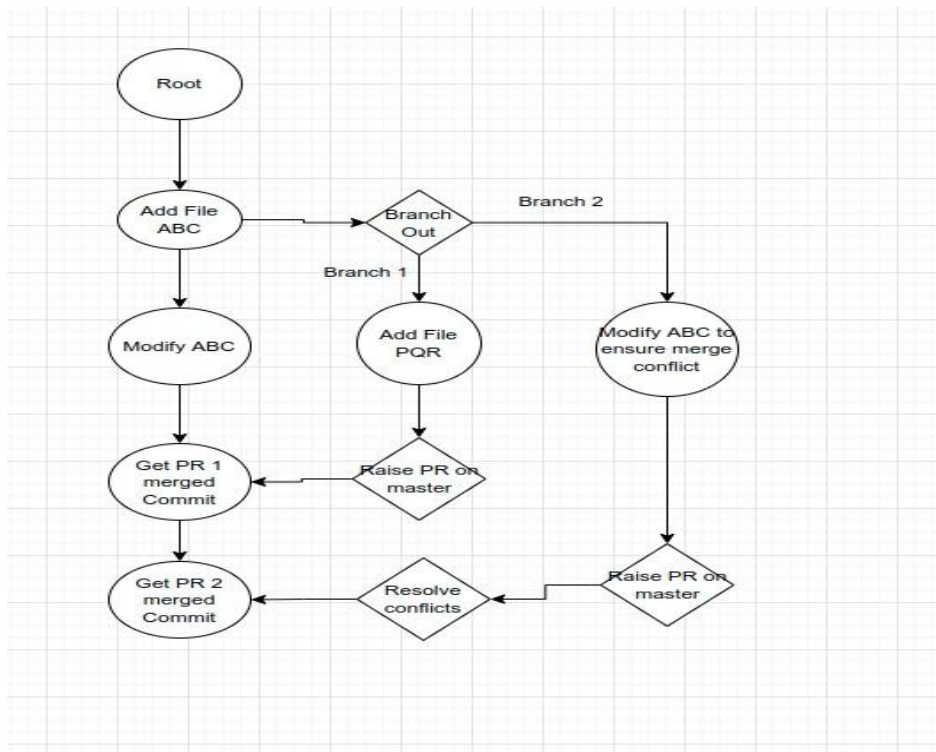 Root
Add File
ABC
Branch
Out
Branch 2
Branch 1
Modify ABC
Add File
PQR
Modify ABC to
ensure merge
conflict
Get PR 1
merged
Commit
Raise PR on
master
Get PR 2
merged
Commit
Resolve
conflicts
Raise PR on
master